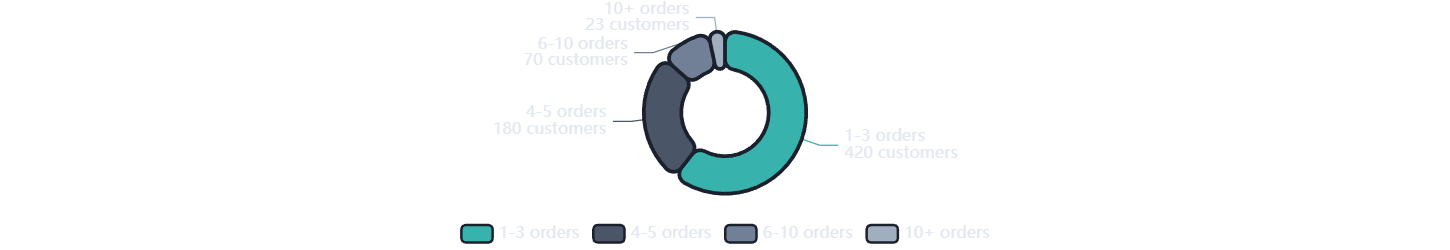 10+ orders
23 customers
6-10 orders
70 customers
4-5 orders
180 customers
1-3 orders
420 customers
1-3 orders
4-5 orders
6-10 orders
10+ orders